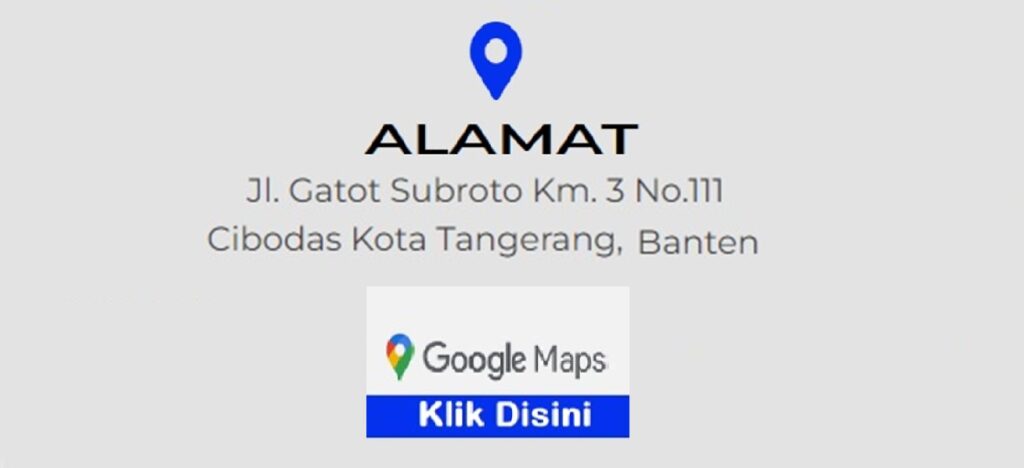 ALAMAT
Jl. Gatot Subroto Km. 3 No.111
Cibodas Kota Tangerang, Banten
Google Maps
Klik Disini